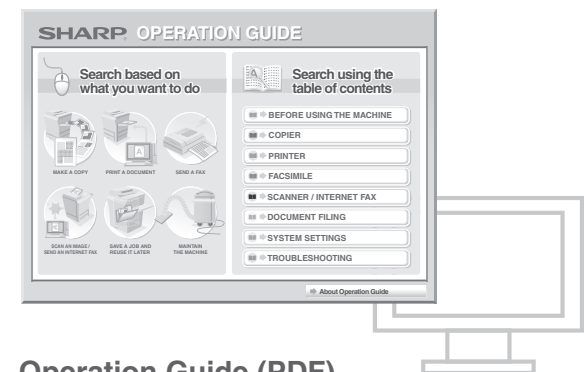 SHARP OPERATION GUIDE
Search based on
what you want to do
MAKE A COPY
PRINT A DOCUMENT
SEND A FAX
SCAN AN IMAGE /
SEND AN INTERNET FAX
SAVE A JOB AND
REUSE IT LATER
MAINTAIN
THE MACHINE
Search using the
table of contents
BEFORE USING THE MACHINE
COPIER
PRINTER
FACSIMILE
SCANNER / INTERNET FAX
DOCUMENT FILING
SYSTEM SETTINGS
TROUBLESHOOTING
About Operation Guide
Operation Guide (PDF)